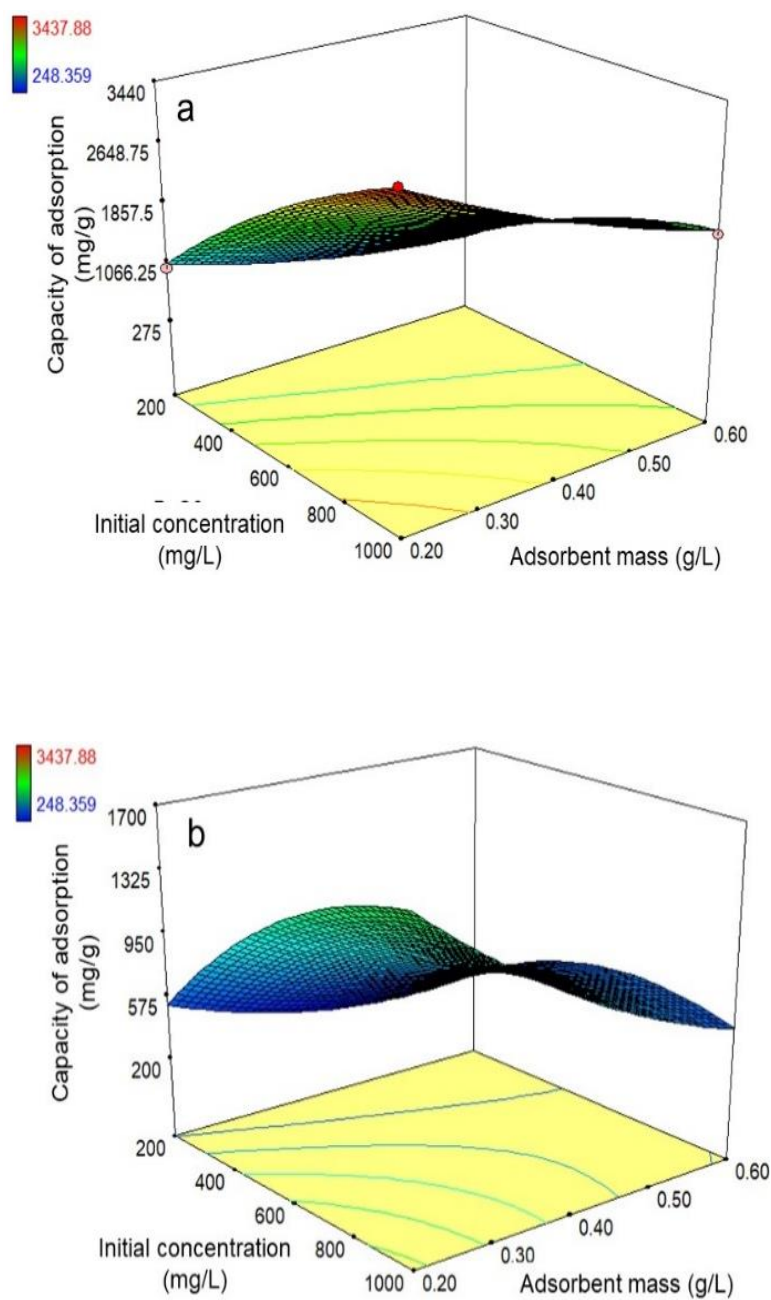 3437.88
248.359
a
Capacity of adsorption
(mg/g)
3440
2648.75
1857.5
1066.25
275
200
400
600
800
1000
Initial concentration
(mg/L)
0.20
0.30
0.40
0.50
0.60
Adsorbent mass (g/L)
3437.88
248.359
b
Capacity of adsorption
(mg/g)
1700
1325
950
575
200
200
400
600
800
1000
Initial concentration
(mg/L)
0.20
0.30
0.40
0.50
0.60
Adsorbent mass (g/L)